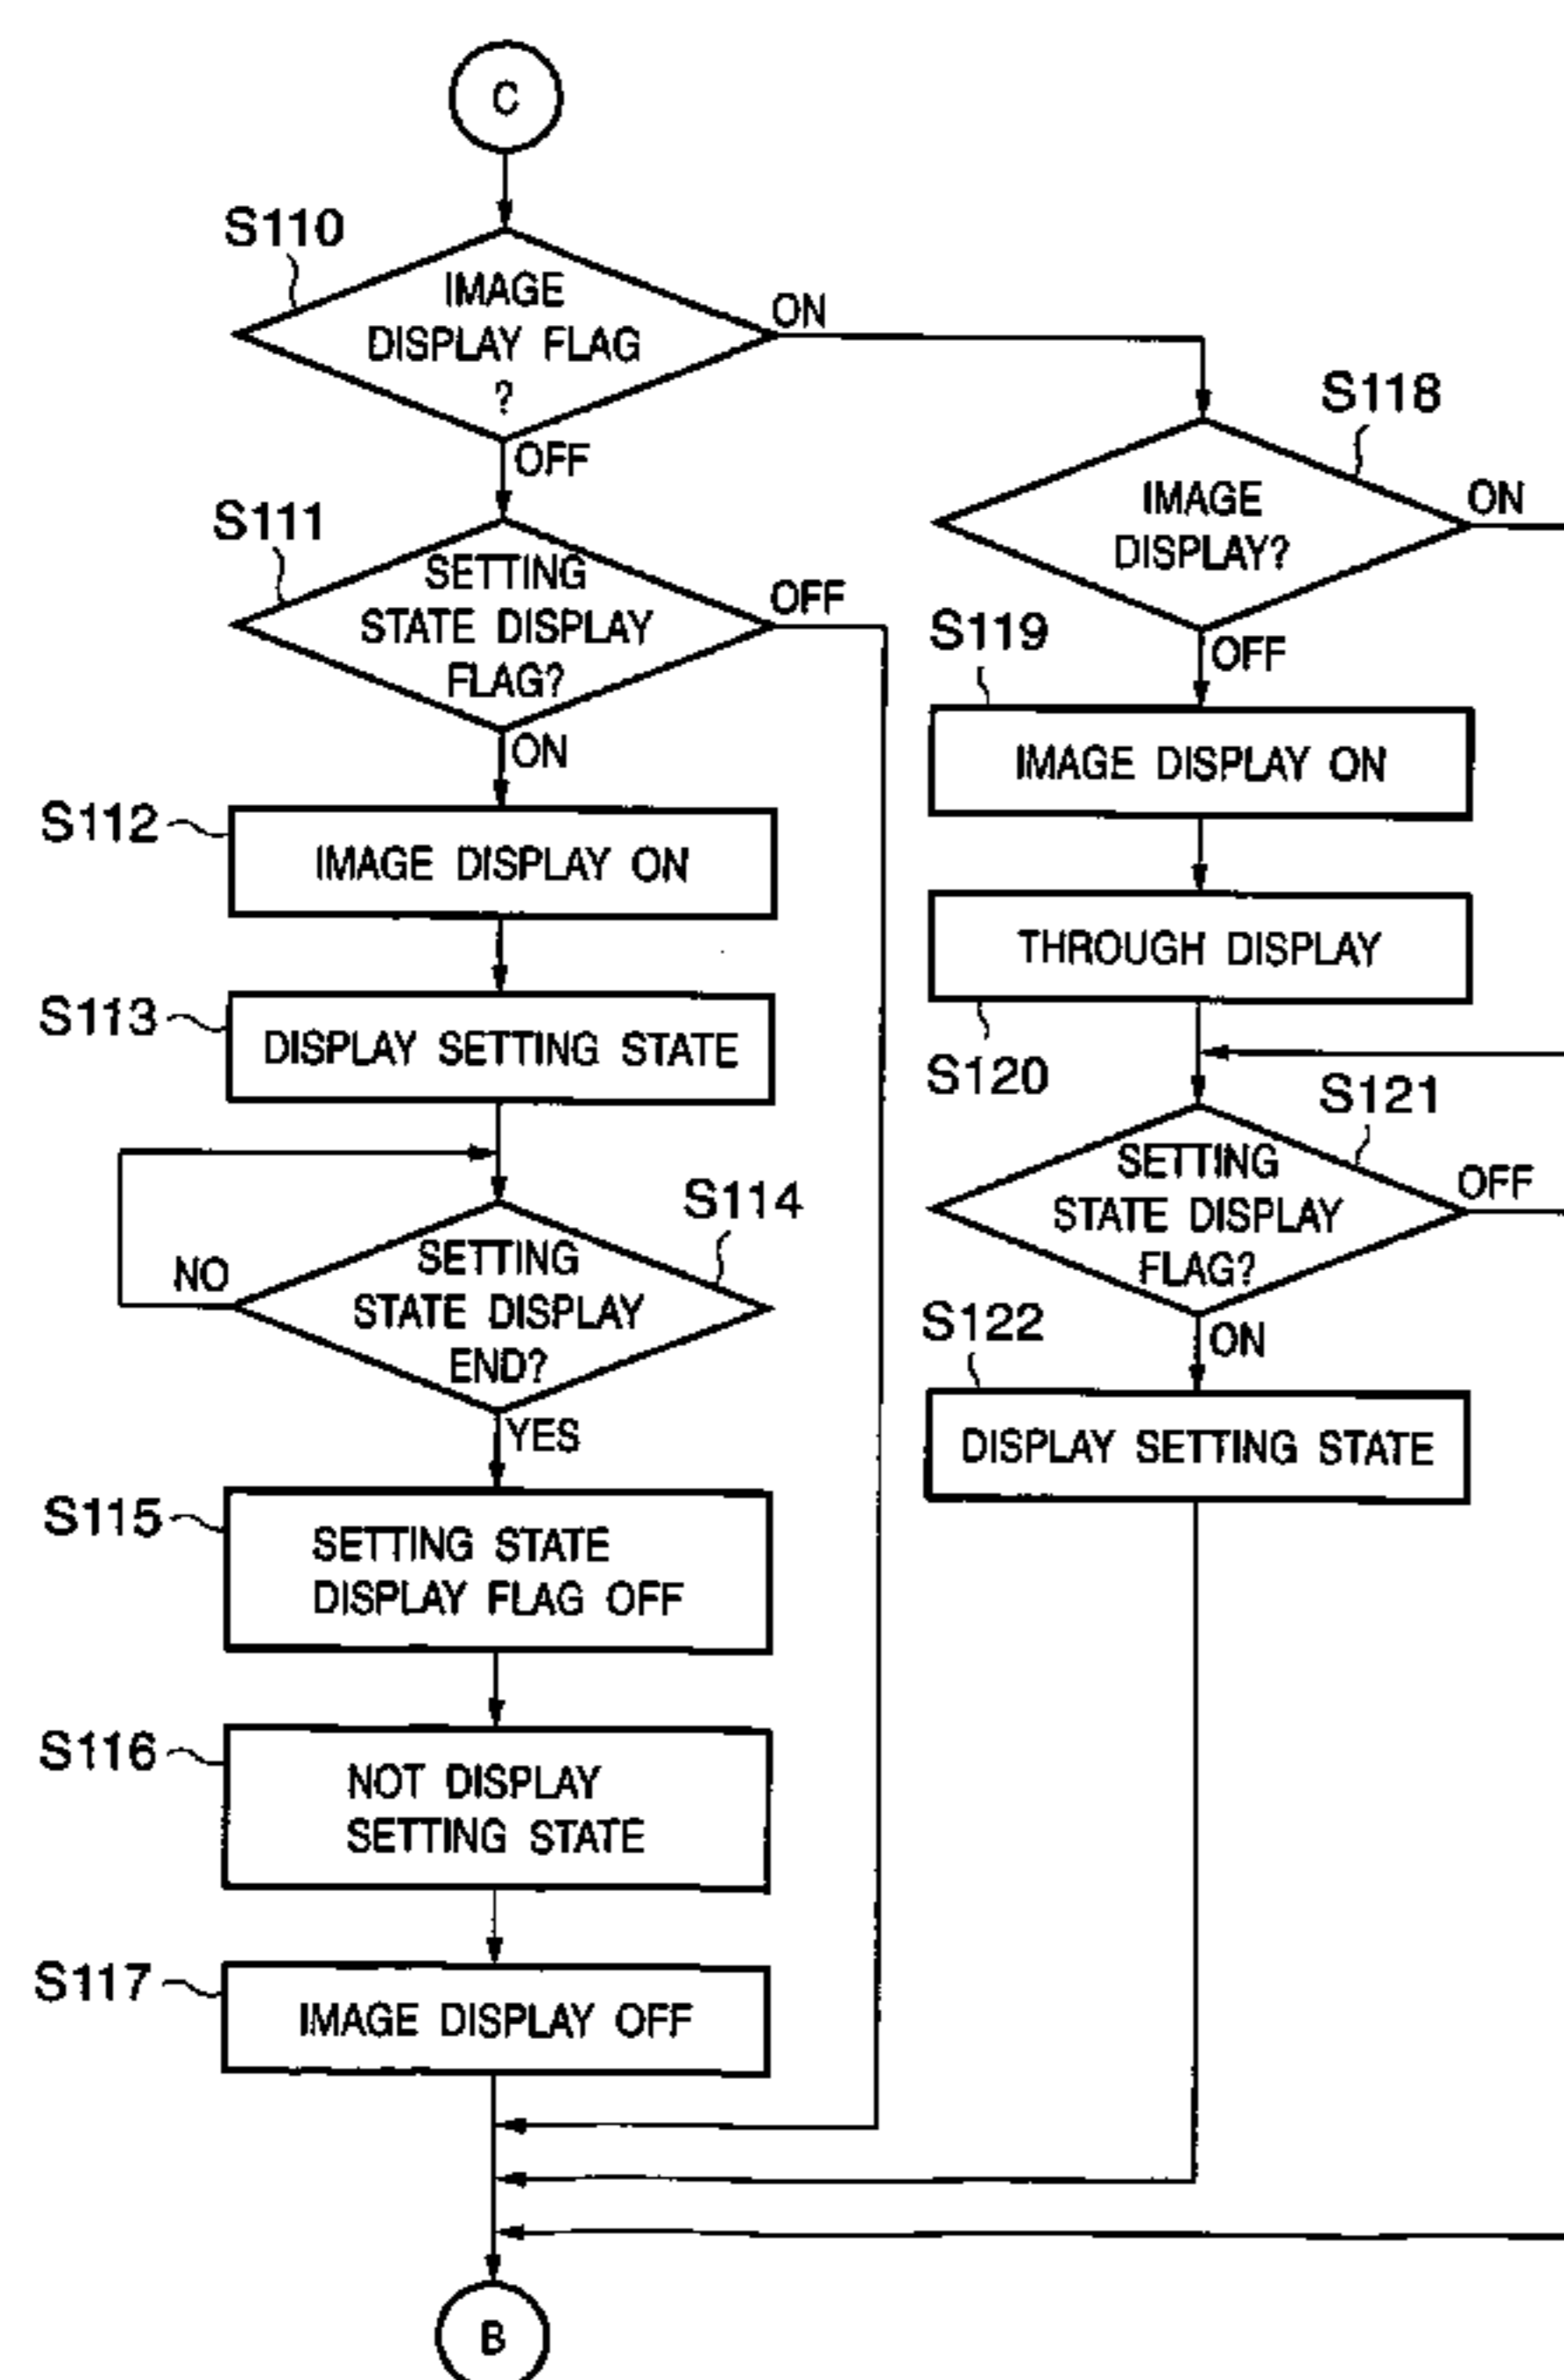 C
S110
IMAGE
DISPLAY FLAG
?
ON
OFF
S111
SETTING
STATE DISPLAY
FLAG?
OFF
ON
S112
IMAGE DISPLAY ON
S113
DISPLAY SETTING STATE
S114
SETTING
STATE DISPLAY
END?
NO
YES
S115
SETTING STATE
DISPLAY FLAG OFF
S116
NOT DISPLAY
SETTING STATE
S117
IMAGE DISPLAY OFF
B
S118
IMAGE
DISPLAY?
ON
OFF
S119
IMAGE DISPLAY ON
THROUGH DISPLAY
S120
S121
SETTING
STATE DISPLAY
FLAG?
OFF
ON
S122
DISPLAY SETTING STATE